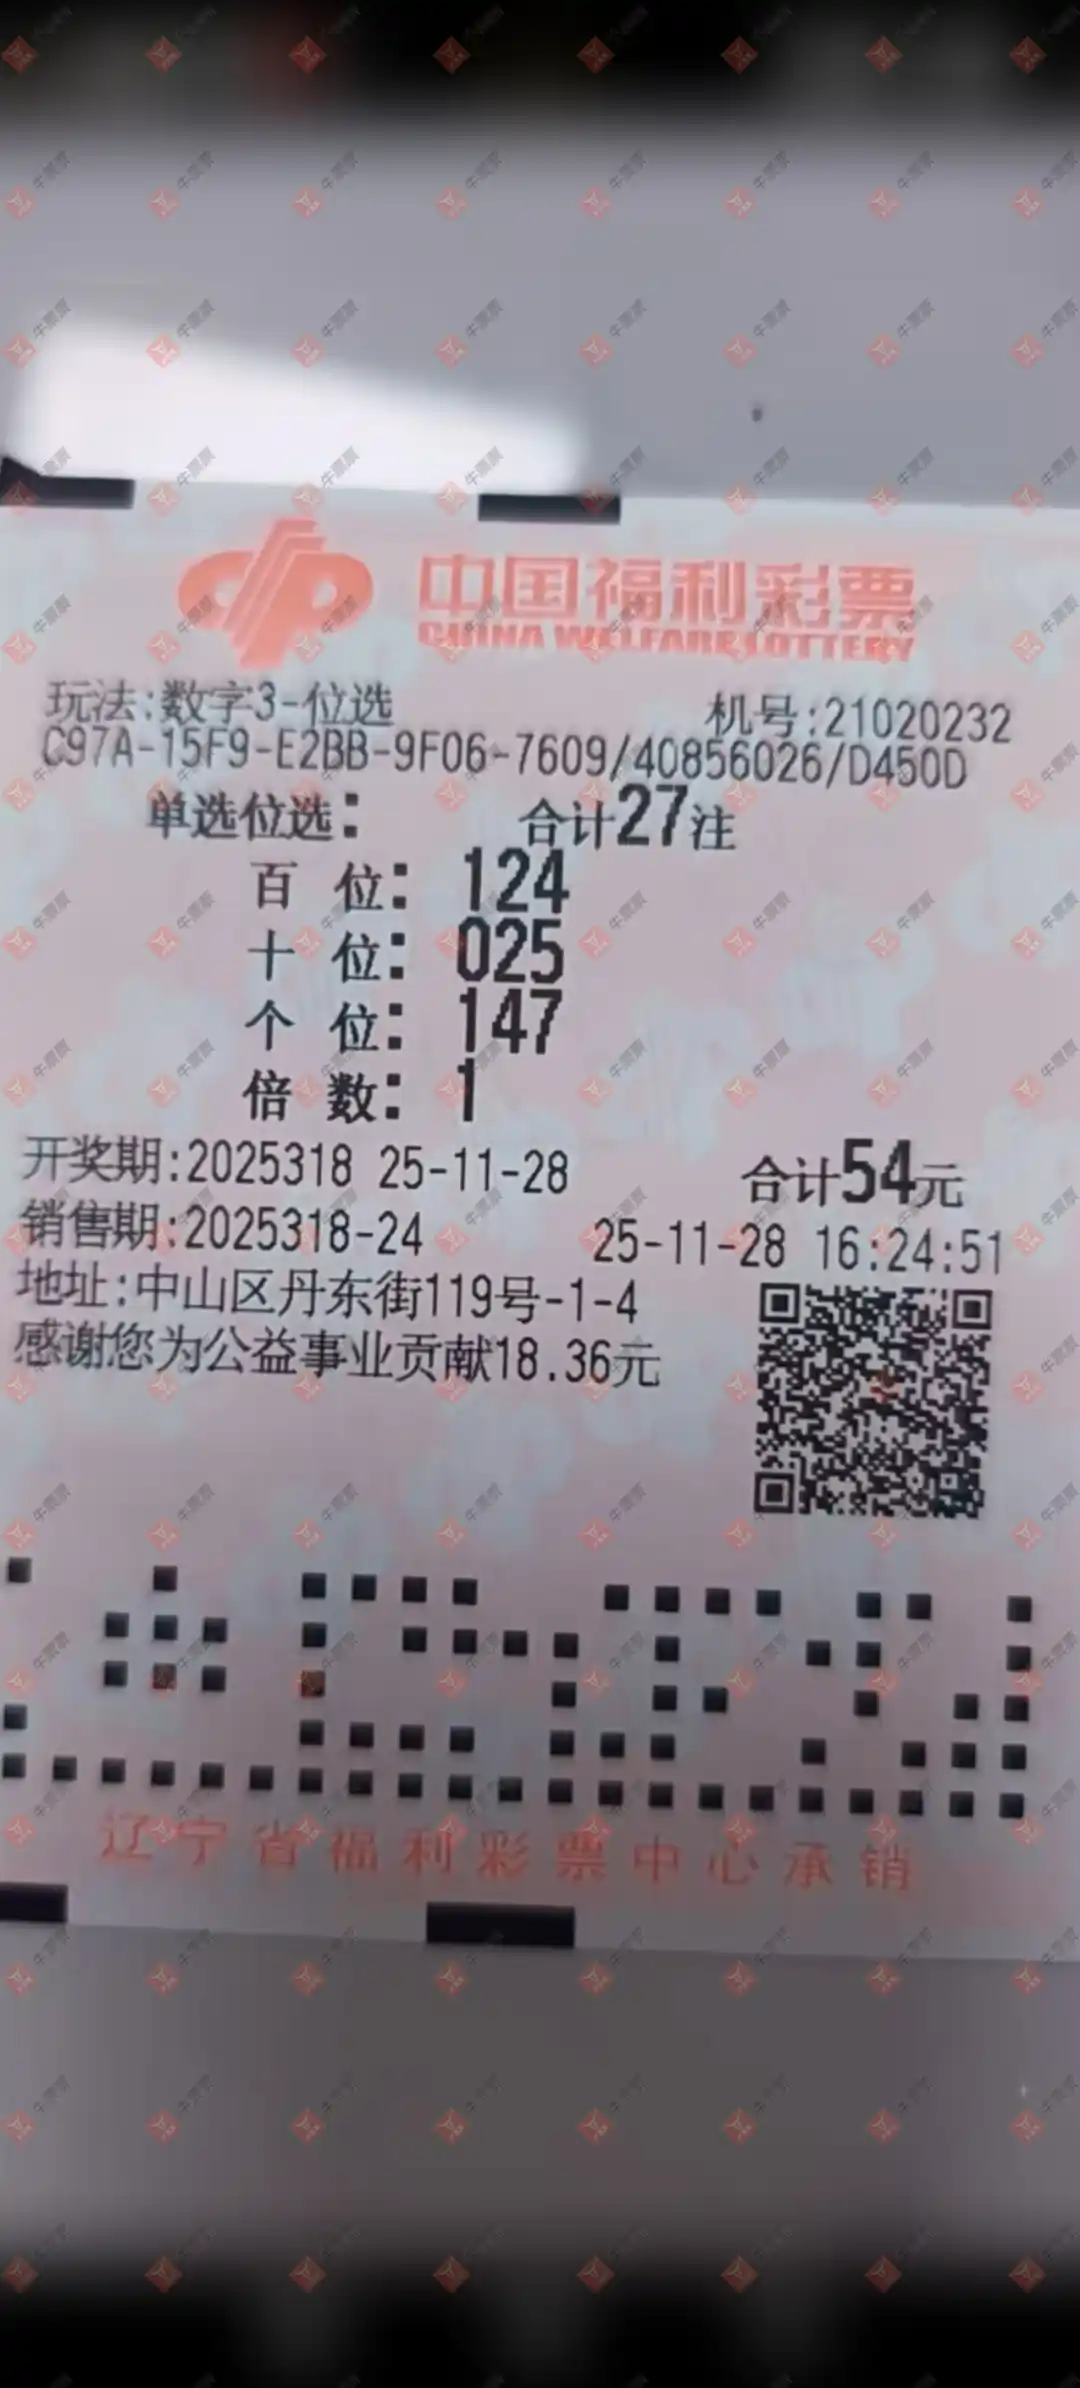 中国福利彩票
CHINA WELFARE LOTTERY
玩法:数字3-位选 机号:21020232
C97A-15F9-E2BB-9F06-7609/40856026/D450D
单选位选: 合计27注
百 位: 124
十 位: 025
个 位: 147
倍 数: 1
开奖期:2025318 25-11-28 合计54元
销售期:2025318-24 25-11-28 16:24:51
地址:中山区丹东街119号-1-4
感谢您为公益事业贡献18.36元
辽宁省福利彩票中心承销